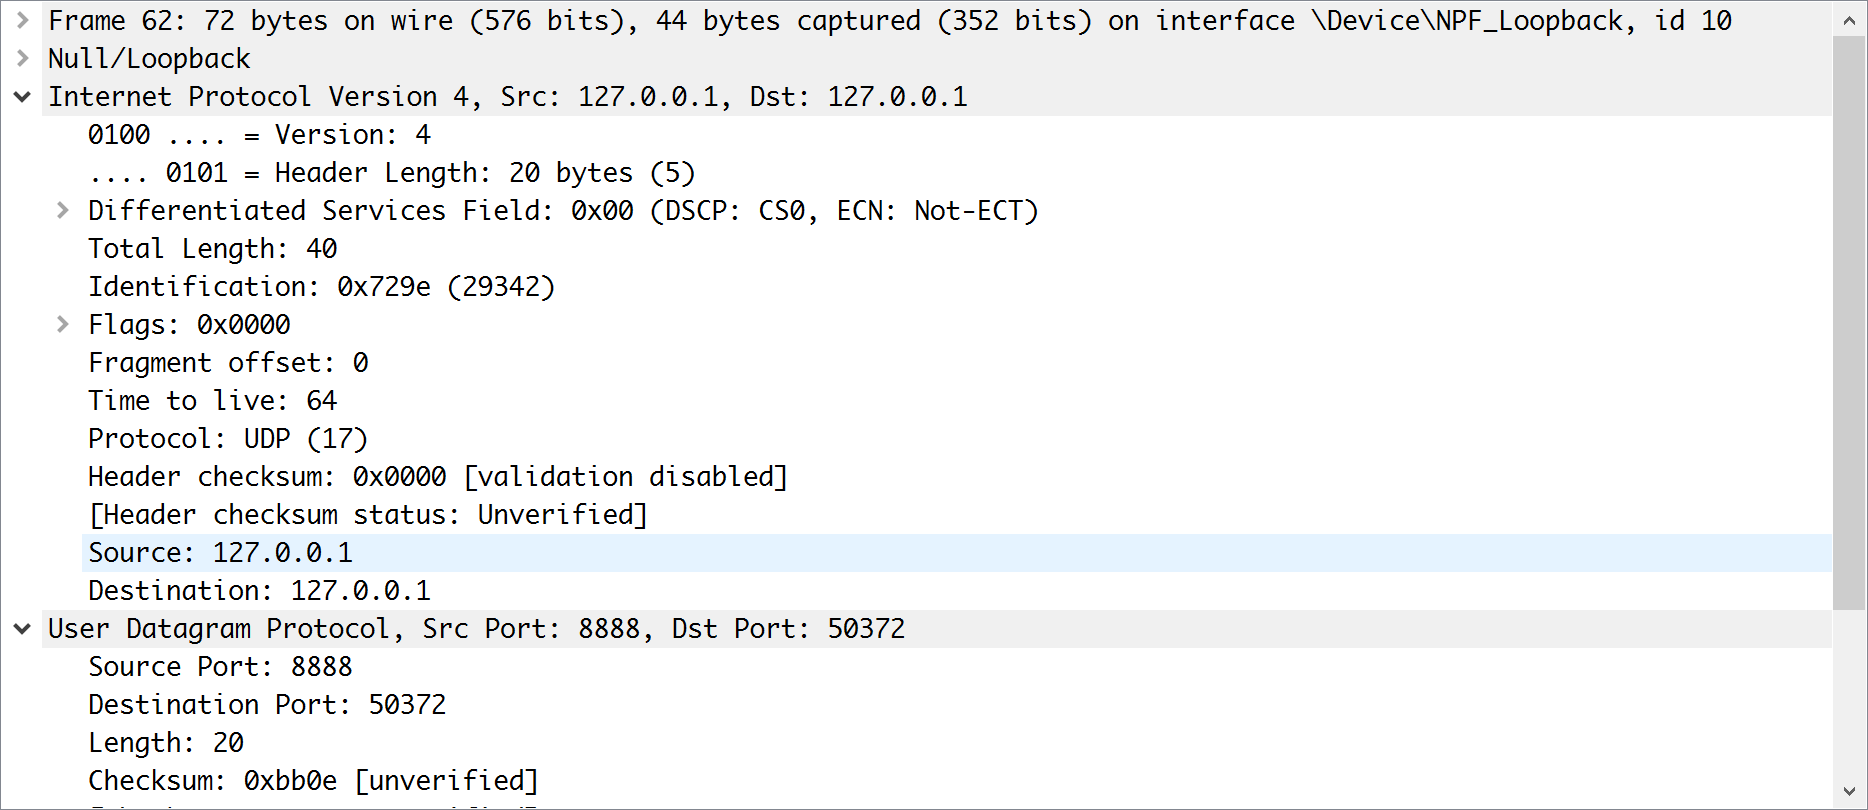 Frame 62: 72 bytes on wire (576 bits), 44 bytes captured (352 bits) on interface \Device\NPF_Loopback, id 10
Null/Loopback
Internet Protocol Version 4, Src: 127.0.0.1, Dst: 127.0.0.1
0100 .... = Version: 4
.... 0101 = Header Length: 20 bytes (5)
Differentiated Services Field: 0x00 (DSCP: CS0, ECN: Not-ECT)
Total Length: 40
Identification: 0x729e (29342)
Flags: 0x0000
Fragment offset: 0
Time to live: 64
Protocol: UDP (17)
Header checksum: 0x0000 [validation disabled]
[Header checksum status: Unverified]
Source: 127.0.0.1
Destination: 127.0.0.1
User Datagram Protocol, Src Port: 8888, Dst Port: 50372
Source Port: 8888
Destination Port: 50372
Length: 20
Checksum: 0xbb0e [unverified]